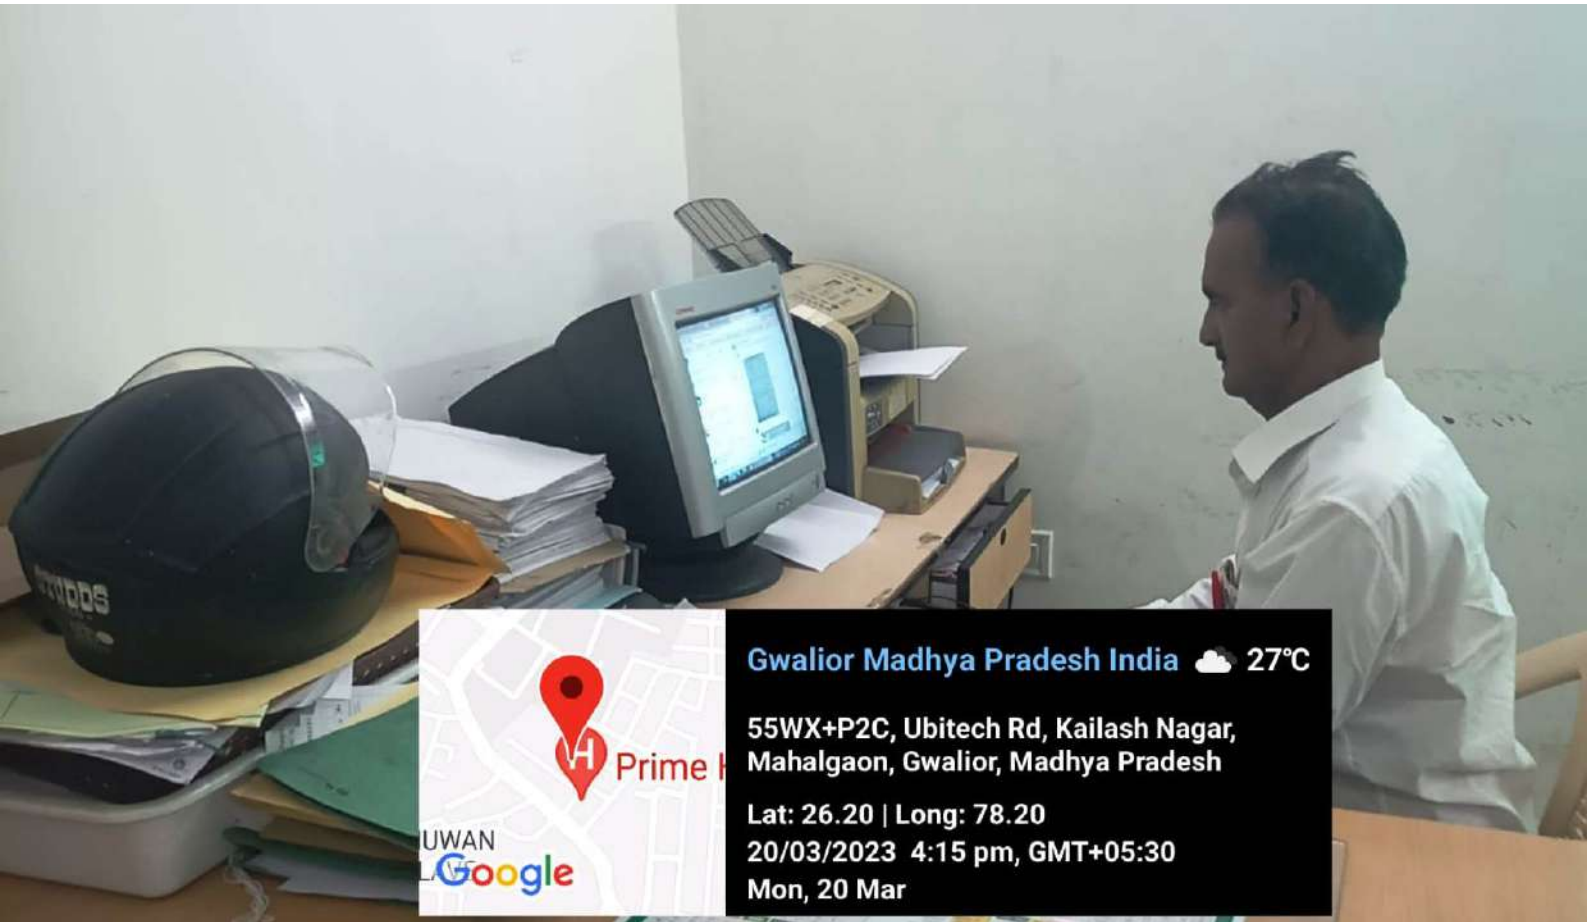 STUDDS
Gwalior Madhya Pradesh India 27°C
55WX+P2C, Ubitech Rd, Kailash Nagar,
Mahalgaon, Gwalior, Madhya Pradesh
Lat: 26.20 | Long: 78.20
20/03/2023 4:15 pm, GMT+05:30
Mon, 20 Mar
H
Prime
UWAN
Google